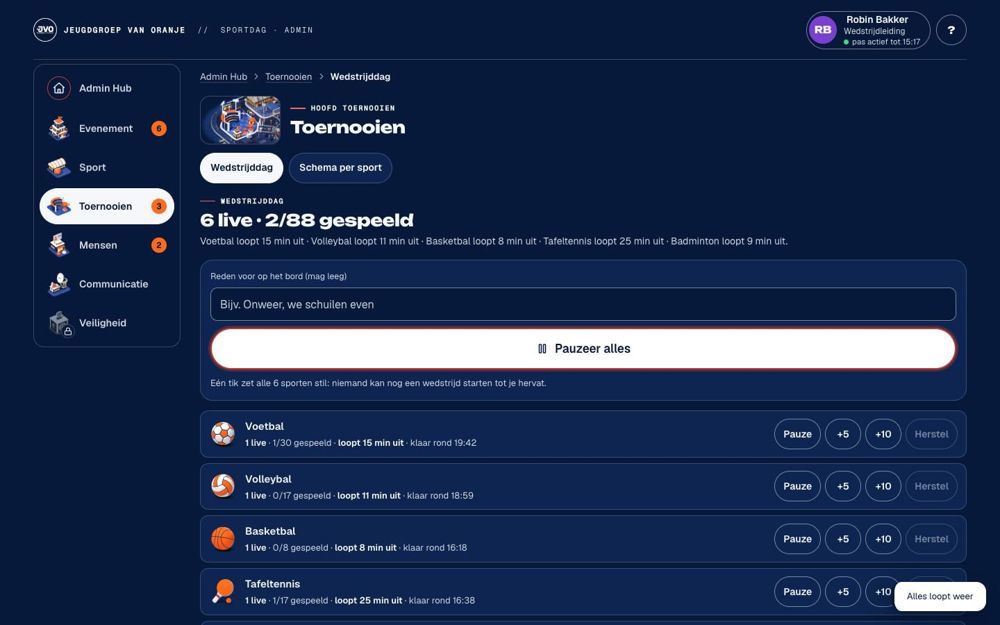 JVO JEUGDGROEP VAN ORANJE // SPORTDAG · ADMIN
RB
Robin Bakker
Wedstrijdleiding
pas actief tot 15:17
?
Admin Hub
Evenement 6
Sport
Toernooien 3
Mensen 2
Communicatie
Veiligheid
Admin Hub > Toernooien > Wedstrijddag
HOOFD TOERNOOIEN
Toernooien
Wedstrijddag
Schema per sport
WEDSTRIJDDAG
6 live · 2/88 gespeeld
Voetbal loopt 15 min uit · Volleybal loopt 11 min uit · Basketbal loopt 8 min uit · Tafeltennis loopt 25 min uit · Badminton loopt 9 min uit.
Reden voor op het bord (mag leeg)
Bijv. Onweer, we schuilen even
Pauzeer alles
Eén tik zet alle 6 sporten stil: niemand kan nog een wedstrijd starten tot je hervat.
Voetbal
1 live · 1/30 gespeeld · loopt 15 min uit · klaar rond 19:42
Pauze +5 +10 Herstel
Volleybal
1 live · 0/17 gespeeld · loopt 11 min uit · klaar rond 18:59
Pauze +5 +10 Herstel
Basketbal
1 live · 0/8 gespeeld · loopt 8 min uit · klaar rond 16:18
Pauze +5 +10 Herstel
Tafeltennis
1 live · 1/17 gespeeld · loopt 25 min uit · klaar rond 16:38
Pauze +5 +10
Alles loopt weer